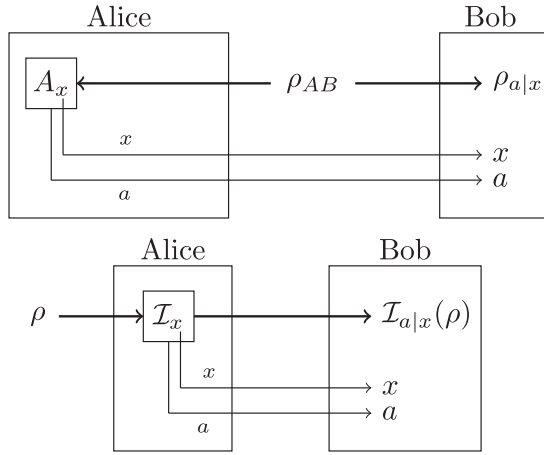 Alice Bob
A_x ρ_AB ρ_{a|x}
x x
a a
Alice Bob
ρ ℐ_x ℐ_{a|x}(ρ)
x x
a a